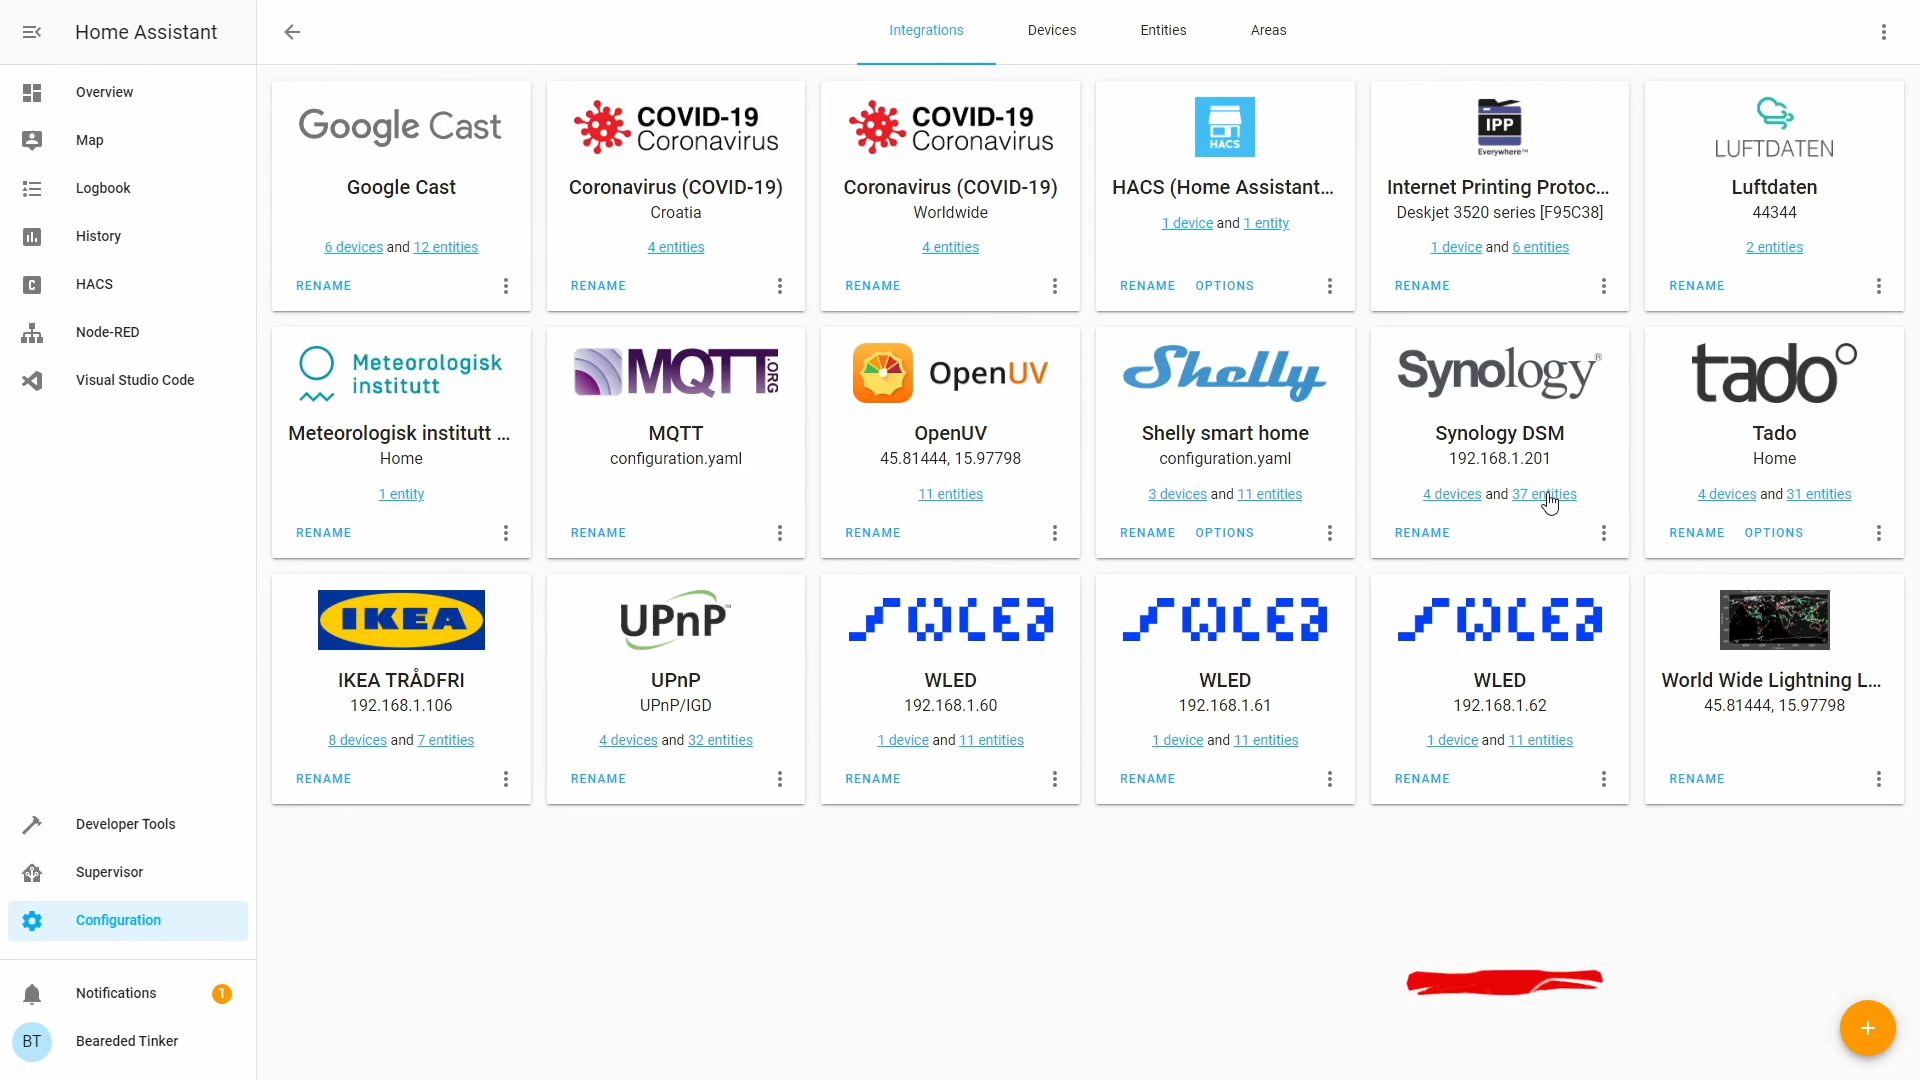 Home Assistant
Integrations
Devices
Entities
Areas
Overview
Map
Logbook
History
HACS
Node-RED
Visual Studio Code
Developer Tools
Supervisor
Configuration
Notifications
1
BT
Beareded Tinker
Google Cast
Google Cast
6 devices and 12 entities
RENAME
COVID-19
Coronavirus
Coronavirus (COVID-19)
Croatia
4 entities
RENAME
COVID-19
Coronavirus
Coronavirus (COVID-19)
Worldwide
4 entities
RENAME
HACS
HACS (Home Assistant...
1 device and 1 entity
RENAME OPTIONS
IPP
Everywhere™
Internet Printing Protoc...
Deskjet 3520 series [F95C38]
1 device and 6 entities
RENAME
LUFTDATEN
Luftdaten
44344
2 entities
RENAME
Meteorologisk
institutt
Meteorologisk institutt ...
Home
1 entity
RENAME
MQTT.ORG
MQTT
configuration.yaml
RENAME
OpenUV
OpenUV
45.81444, 15.97798
11 entities
RENAME
Shelly
Shelly smart home
configuration.yaml
3 devices and 11 entities
RENAME OPTIONS
Synology®
Synology DSM
192.168.1.201
4 devices and 37 entities
RENAME
tado°
Tado
Home
4 devices and 31 entities
RENAME OPTIONS
IKEA
IKEA TRÅDFRI
192.168.1.106
8 devices and 7 entities
RENAME
UPnP™
UPnP
UPnP/IGD
4 devices and 32 entities
RENAME
WLED
WLED
192.168.1.60
1 device and 11 entities
RENAME
WLED
WLED
192.168.1.61
1 device and 11 entities
RENAME
WLED
WLED
192.168.1.62
1 device and 11 entities
RENAME
World Wide Lightning L...
45.81444, 15.97798
RENAME